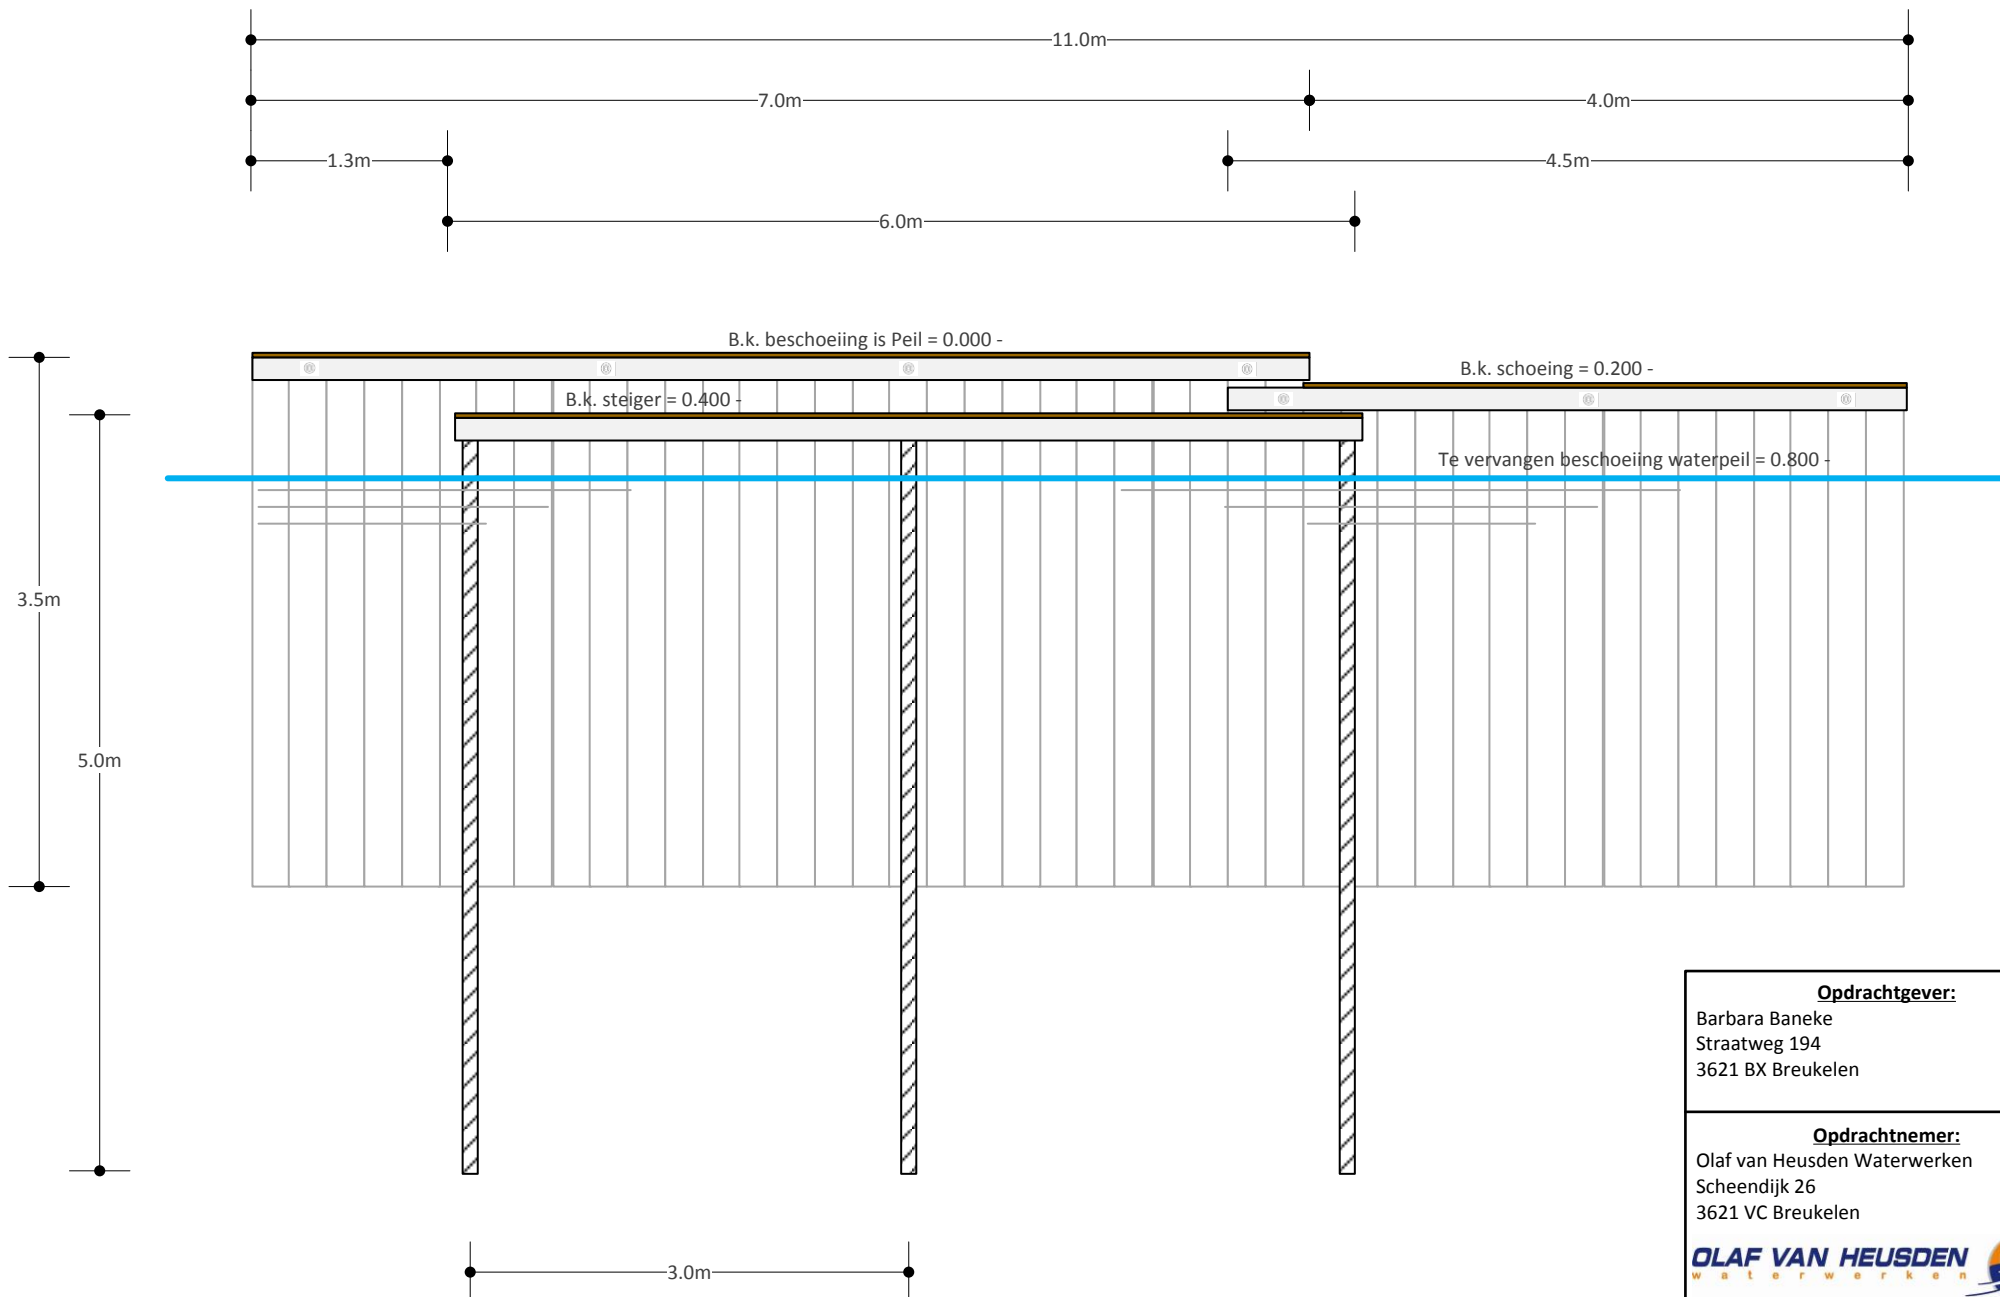 11.0m
7.0m
4.0m
1.3m
4.5m
6.0m
B.k. beschoeiing is Peil = 0.000 -
B.k. schoeing = 0.200 -
B.k. steiger = 0.400 -
Te vervangen beschoeiing waterpeil = 0.800 -
3.5m
5.0m
3.0m
Opdrachtgever:
Barbara Baneke
Straatweg 194
3621 BX Breukelen
Opdrachtnemer:
Olaf van Heusden Waterwerken
Scheendijk 26
3621 VC Breukelen
OLAF VAN HEUSDEN
waterwerken